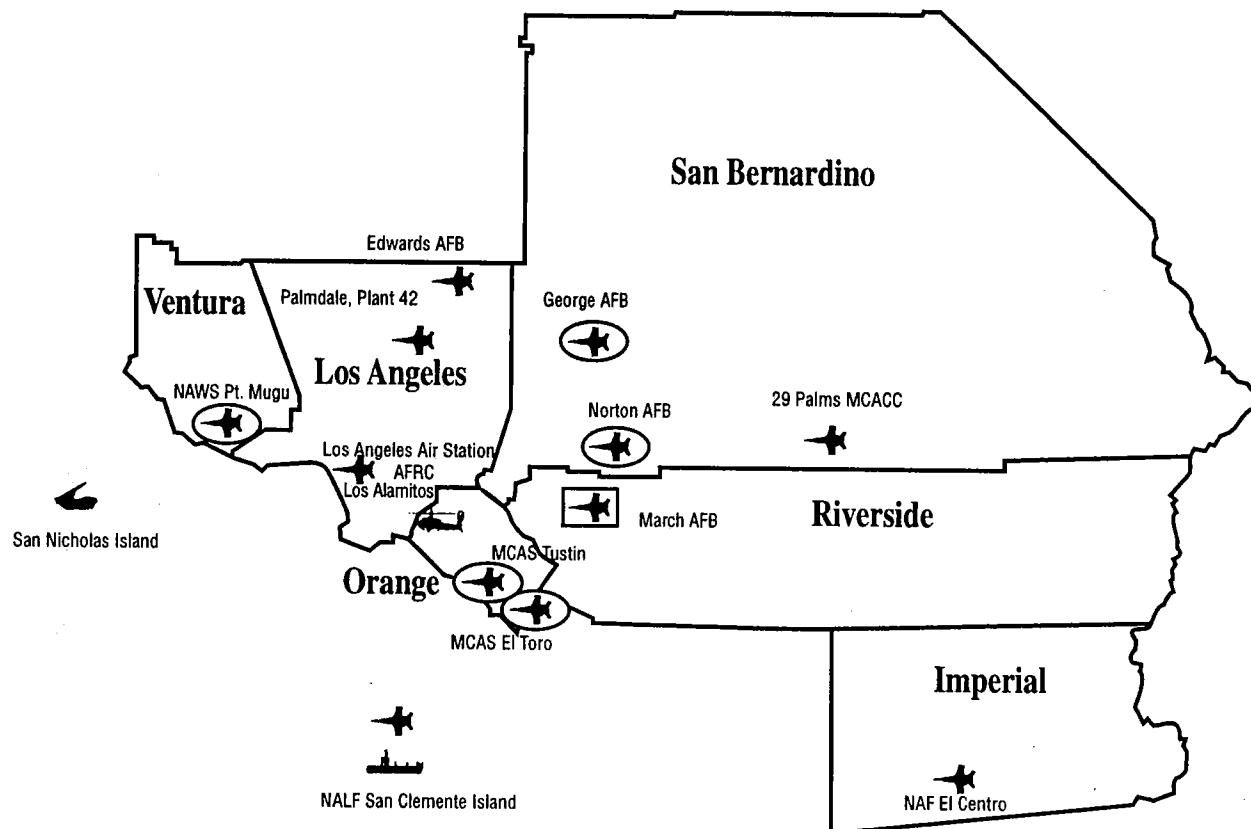 San Bernardino
Edwards AFB
Ventura
Palmdale, Plant 42
George AFB
Los Angeles
NAWS Pt. Mugu
29 Palms MCACC
Norton AFB
Los Angeles Air Station
AFRC
Los Alamitos
March AFB
Riverside
San Nicholas Island
MCAS Tustin
Orange
MCAS El Toro
Imperial
NALF San Clemente Island
NAF El Centro